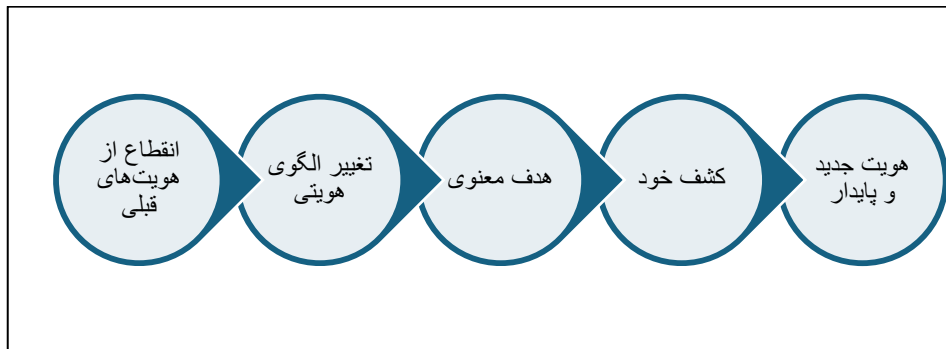 انقطاع از
هویت‌های
قبلی
تغییر الگوی
هویتی
هدف معنوی
کشف خود
هویت جدید
و پایدار